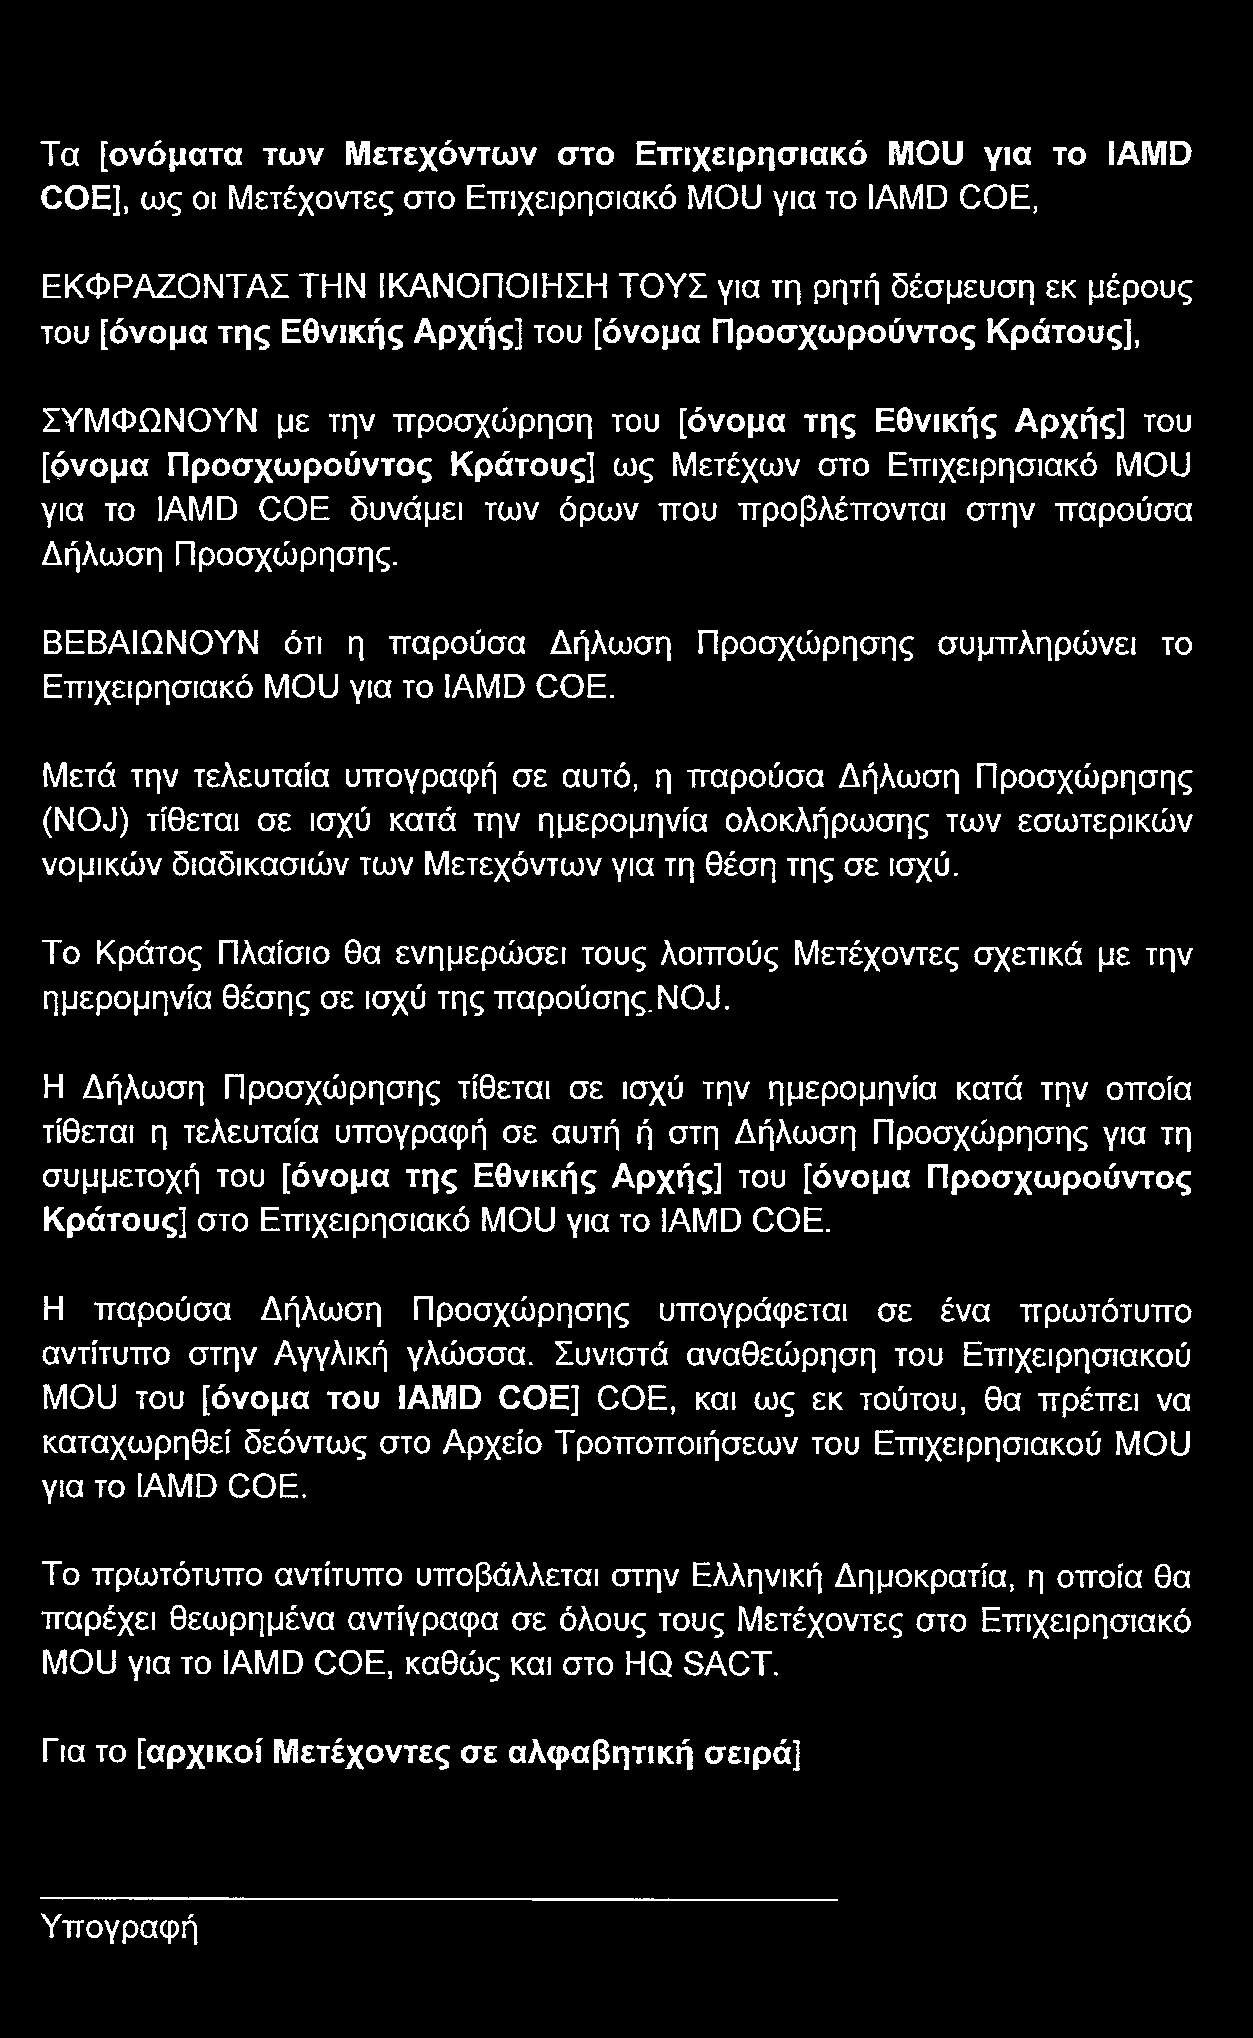 Τα [ονόματα των Μετεχόντων στο Επιχειρησιακό MOU για το IAMD
COE], ως οι Μετέχοντες στο Επιχειρησιακό MOU για το IAMD COE,
ΕΚΦΡΑΖΟΝΤΑΣ ΤΗΝ ΙΚΑΝΟΠΟΙΗΣΗ ΤΟΥΣ για τη ρητή δέσμευση εκ μέρους
του [όνομα της Εθνικής Αρχής] του [όνομα Προσχωρούντος Κράτους],
ΣΥΜΦΩΝΟΥΝ με την προσχώρηση του [όνομα της Εθνικής Αρχής] του
[όνομα Προσχωρούντος Κράτους] ως Μετέχων στο Επιχειρησιακό MOU
για το IAMD COE δυνάμει των όρων που προβλέπονται στην παρούσα
Δήλωση Προσχώρησης.
ΒΕΒΑΙΩΝΟΥΝ ότι η παρούσα Δήλωση Προσχώρησης συμπληρώνει το
Επιχειρησιακό MOU για το IAMD COE.
Μετά την τελευταία υπογραφή σε αυτό, η παρούσα Δήλωση Προσχώρησης
(NOJ) τίθεται σε ισχύ κατά την ημερομηνία ολοκλήρωσης των εσωτερικών
νομικών διαδικασιών των Μετεχόντων για τη θέση της σε ισχύ.
Το Κράτος Πλαίσιο θα ενημερώσει τους λοιπούς Μετέχοντες σχετικά με την
ημερομηνία θέσης σε ισχύ της παρούσης.NOJ.
Η Δήλωση Προσχώρησης τίθεται σε ισχύ την ημερομηνία κατά την οποία
τίθεται η τελευταία υπογραφή σε αυτή ή στη Δήλωση Προσχώρησης για τη
συμμετοχή του [όνομα της Εθνικής Αρχής] του [όνομα Προσχωρούντος
Κράτους] στο Επιχειρησιακό MOU για το IAMD COE.
Η παρούσα Δήλωση Προσχώρησης υπογράφεται σε ένα πρωτότυπο
αντίτυπο στην Αγγλική γλώσσα. Συνιστά αναθεώρηση του Επιχειρησιακού
MOU του [όνομα του IAMD COE] COE, και ως εκ τούτου, θα πρέπει να
καταχωρηθεί δεόντως στο Αρχείο Τροποποιήσεων του Επιχειρησιακού MOU
για το IAMD COE.
Το πρωτότυπο αντίτυπο υποβάλλεται στην Ελληνική Δημοκρατία, η οποία θα
παρέχει θεωρημένα αντίγραφα σε όλους τους Μετέχοντες στο Επιχειρησιακό
MOU για το IAMD COE, καθώς και στο HQ SACT.
Για το [αρχικοί Μετέχοντες σε αλφαβητική σειρά]
Υπογραφή